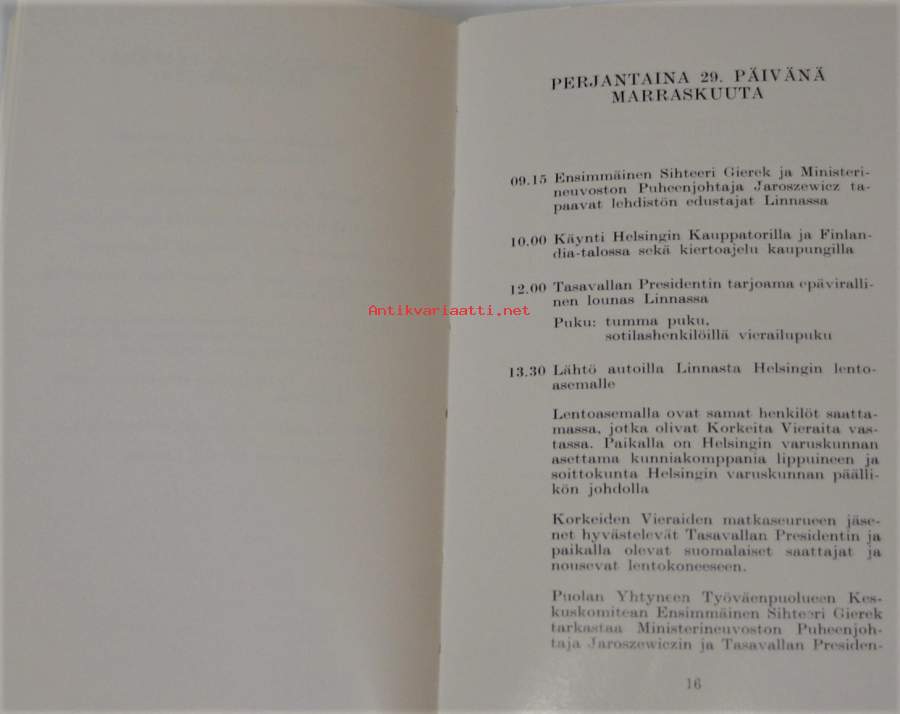 PERJANTAINA 29. PÄIVÄNÄ
MARRASKUUTA
09.15 Ensimmäinen Sihteeri Gierek ja Ministeri-
neuvoston Puheenjohtaja Jaroszewicz ta-
paavat lehdistön edustajat Linnassa
10.00 Käynti Helsingin Kauppatorilla ja Finlan-
dia-talossa sekä kiertoajelu kaupungilla
12.00 Tasavallan Presidentin tarjoama epäviralli-
nen lounas Linnassa
Puku: tumma puku,
sotilashenkilöillä vierailupuku
13.30 Lähtö autoilla Linnasta Helsingin lento-
asemalle
Lentoasemalla ovat samat henkilöt saatta-
massa, jotka olivat Korkeita Vieraita vas-
tassa. Paikalla on Helsingin varuskunnan
asettama kunniakomppania lippuineen ja
soittokunta Helsingin varuskunnan päälli-
kön johdolla
Korkeiden Vieraiden matkaseurueen jäse-
net hyvästelevät Tasavallan Presidentin ja
paikalla olevat suomalaiset saattajat ja
nousevat lentokoneeseen.
Puolan Yhtyneen Työväenpuolueen Kes-
kuskomitean Ensimmäinen Sihteeri Gierek
tarkastaa Ministerineuvoston Puheenjoh-
taja Jaroszewiczin ja Tasavallan Presiden-
16
Antikvariaatti.net